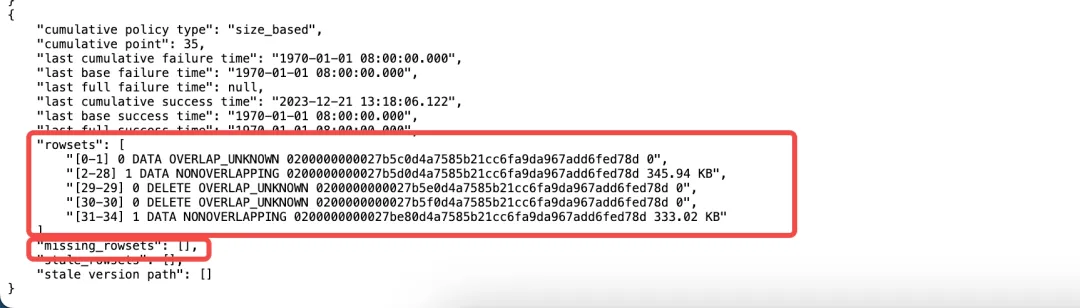 }
{
"cumulative policy type": "size_based",
"cumulative point": 35,
"last cumulative failure time": "1970-01-01 08:00:00.000",
"last base failure time": "1970-01-01 08:00:00.000",
"last full failure time": null,
"last cumulative success time": "2023-12-21 13:18:06.122",
"last base success time": "1970-01-01 08:00:00.000",
"last full success time": "1970-01-01 08:00:00.000",
"rowsets": [
"[0-1] 0 DATA OVERLAP_UNKNOWN 0200000000027b5c0d4a7585b21cc6fa9da967add6fed78d 0",
"[2-28] 1 DATA NONOVERLAPPING 0200000000027b5d0d4a7585b21cc6fa9da967add6fed78d 345.94 KB",
"[29-29] 0 DELETE OVERLAP_UNKNOWN 0200000000027b5e0d4a7585b21cc6fa9da967add6fed78d 0",
"[30-30] 0 DELETE OVERLAP_UNKNOWN 0200000000027b5f0d4a7585b21cc6fa9da967add6fed78d 0",
"[31-34] 1 DATA NONOVERLAPPING 0200000000027be80d4a7585b21cc6fa9da967add6fed78d 333.02 KB"
]
"missing_rowsets": [],
"stale_rowsets": [],
"stale version path": []
}